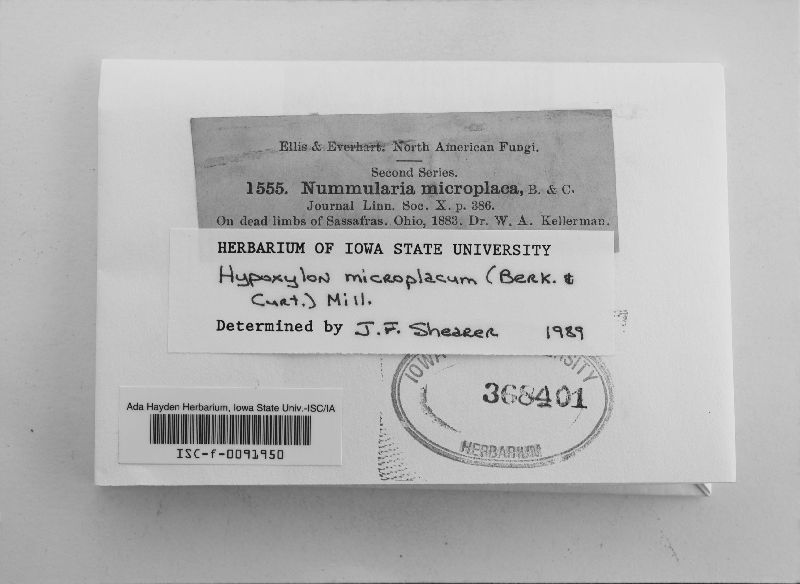 Ellis & Everhart. North American Fungi.
Second Series.
1555. Nummularia microplaca, B. & C.
Journal Linn. Soc. X. p. 386.
On dead limbs of Sassafras. Ohio, 1883. Dr. W. A. Kellerman.
HERBARIUM OF IOWA STATE UNIVERSITY
Hypoxylon microplacum (Berk. &
Curt.) Mill.
Determined by J.F. Shearer 1989
IOWA
368401
HERBARIUM
Ada Hayden Herbarium, Iowa State Univ.-ISC/IA
ISC-f-0091950